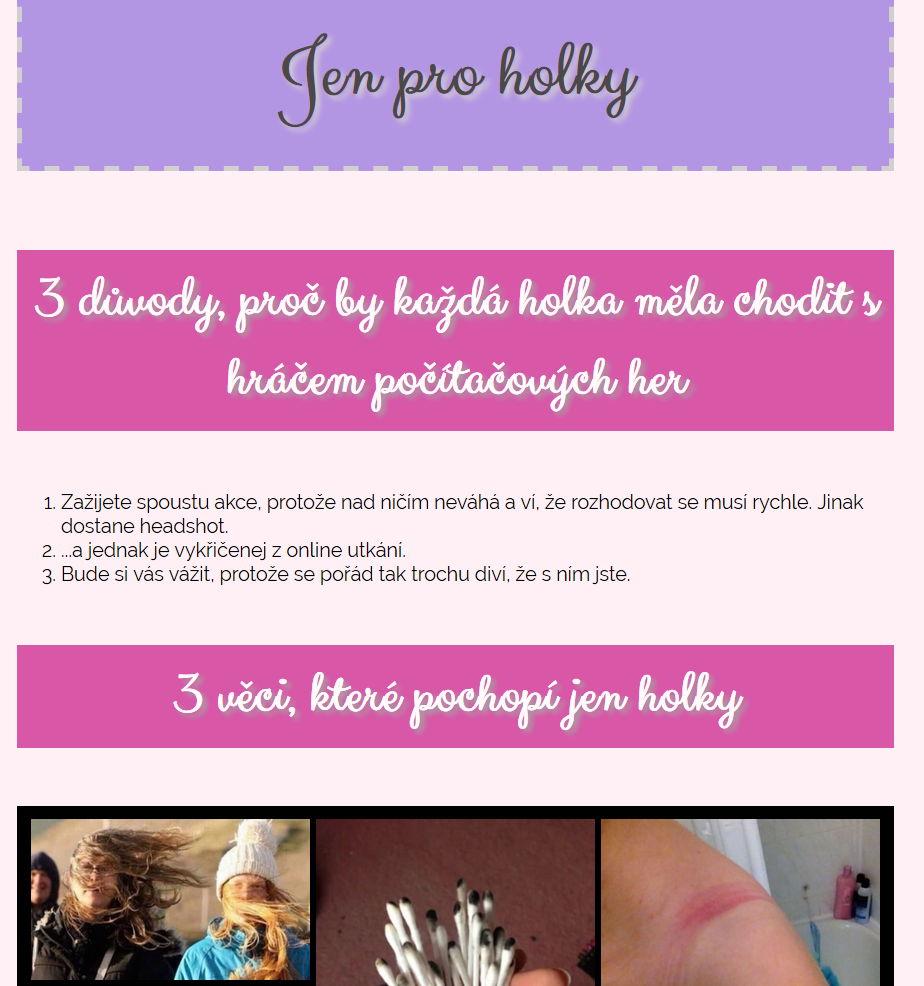 Jen pro holky
3 důvody, proč by každá holka měla chodit s
hráčem počítačových her
1. Zažijete spoustu akce, protože nad ničím neváhá a ví, že rozhodovat se musí rychle. Jinak
dostane headshot.
2. ...a jednak je vykřičenej z online utkání.
3. Bude si vás vážit, protože se pořád tak trochu diví, že s ním jste.
3 věci, které pochopí jen holky